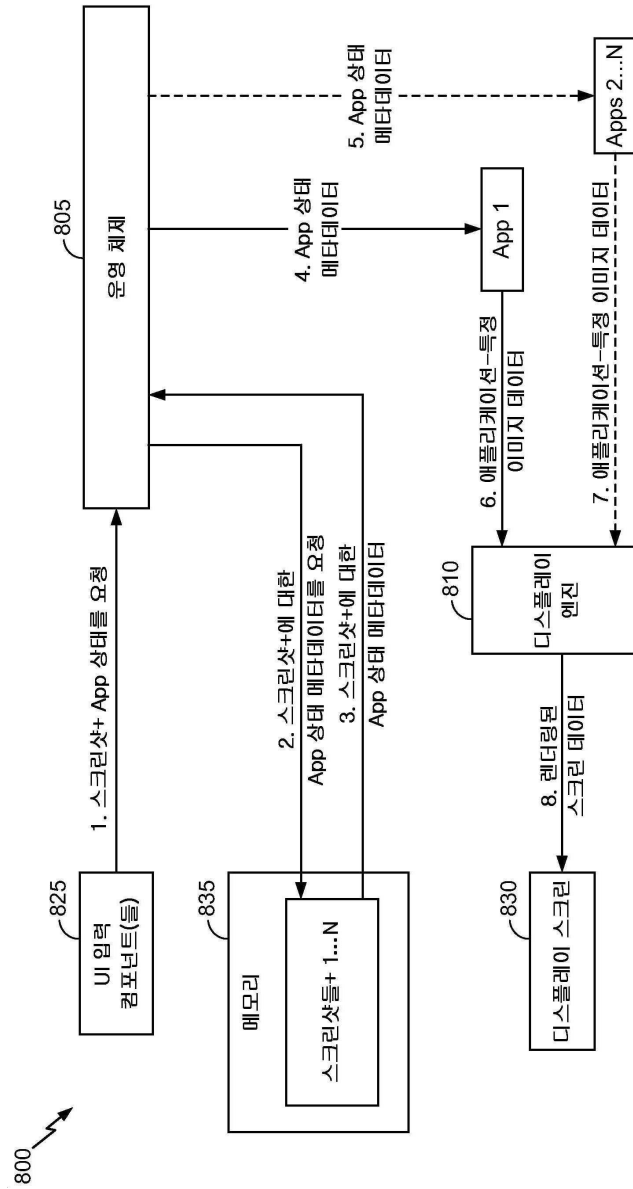 800
825
UI 입력
컴포넌트(들)
1. 스크린샷+ App 상태를 요청
805
운영 체제
835
메모리
스크린샷들+ 1...N
2. 스크린샷+에 대한
App 상태 메타데이터를 요청
3. 스크린샷+에 대한
App 상태 메타데이터
4. App 상태
메타데이터
5. App 상태
메타데이터
App 1
Apps 2...N
6. 애플리케이션-특정
이미지 데이터
7. 애플리케이션-특정 이미지 데이터
810
디스플레이
엔진
8. 렌더링된
스크린 데이터
830
디스플레이 스크린